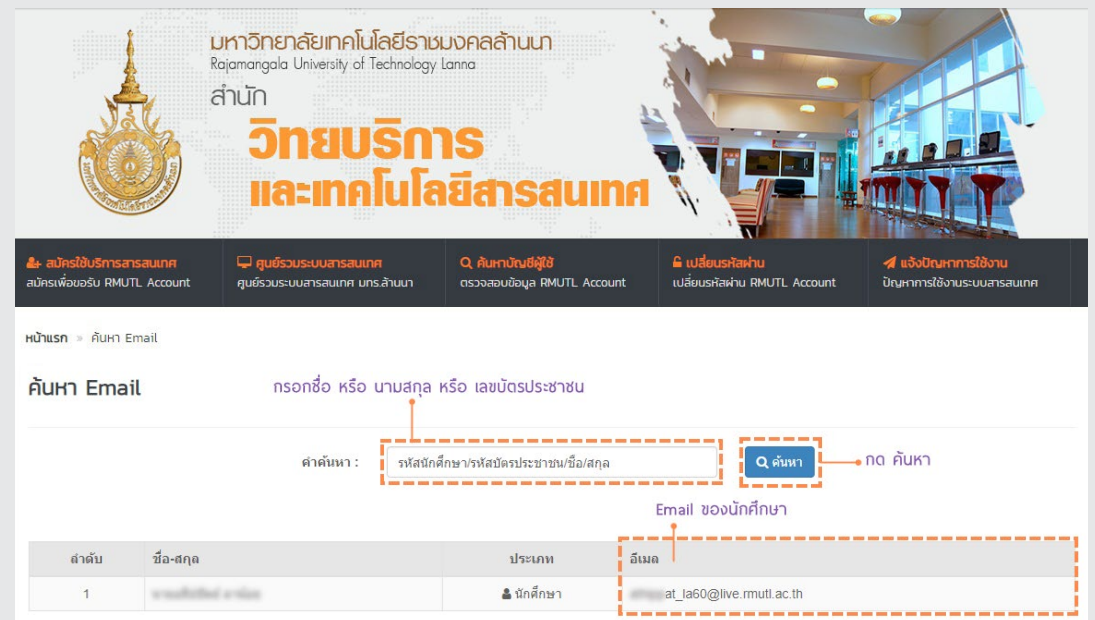 มหาวิทยาลัยเทคโนโลยีราชมงคลล้านนา
Rajamangala University of Technology Lanna
สำนัก
วิทยบริการ
และเทคโนโลยีสารสนเทศ
สมัครใช้บริการสารสนเทศ
สมัครเพื่อขอรับ RMUTL Account
ศูนย์รวมระบบสารสนเทศ
ศูนย์รวมระบบสารสนเทศ มทร.ล้านนา
ค้นหาบัญชีผู้ใช้
ตรวจสอบข้อมูล RMUTL Account
เปลี่ยนรหัสผ่าน
เปลี่ยนรหัสผ่าน RMUTL Account
แจ้งปัญหาการใช้งาน
ปัญหาการใช้งานระบบสารสนเทศ
หน้าแรก » ค้นหา Email
ค้นหา Email
กรอกชื่อ หรือ นามสกุล หรือ เลขบัตรประชาชน
คำค้นหา :
รหัสนักศึกษา/รหัสบัตรประชาชน/ชื่อ/สกุล
ค้นหา
กด ค้นหา
Email ของนักศึกษา
ลำดับ ชื่อ-สกุล ประเภท อีเมล
1 นักศึกษา at_la60@live.rmutl.ac.th